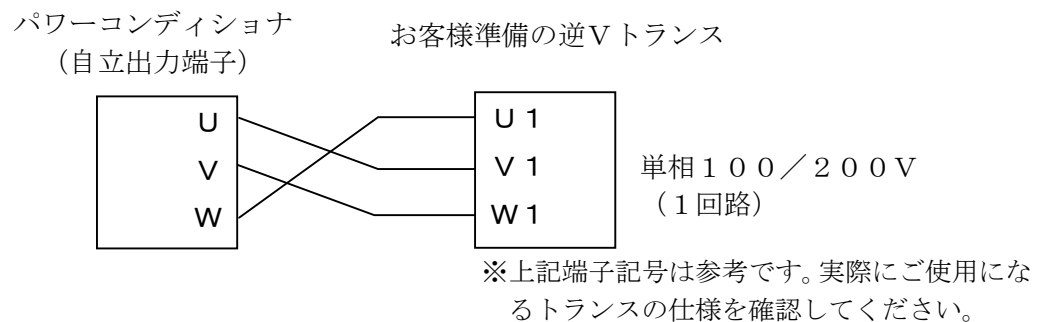 パワーコンディショナ
(自立出力端子)
お客様準備の逆Vトランス
U
V
W
U1
V1
W1
単相100/200V
(1回路)
※上記端子記号は参考です。実際にご使用にな
るトランスの仕様を確認してください。